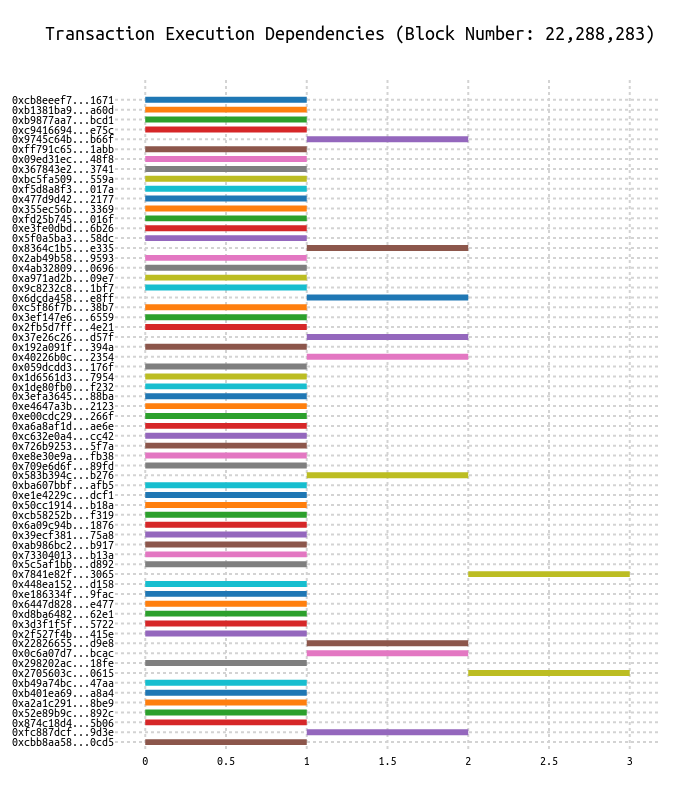 Transaction Execution Dependencies (Block Number: 22,288,283)
0xcb8eeef7...1671
0xb1381ba9...a60d
0xb9877aa7...bcd1
0xc9416694...e75c
0x9745c64b...b66f
0xff791c65...1abb
0x09ed31ec...48f8
0x367843e2...3741
0xbc5fa509...559a
0xf5d8a8f3...017a
0x477d9d42...2177
0x355ec56b...3369
0xfd25b745...016f
0xe3fe0dbd...6b26
0x5f0a5ba3...58dc
0x8364c1b5...e335
0x2ab49b58...9593
0x4ab32809...0696
0xa971ad2b...09e7
0x9c8232c8...1bf7
0x6dcda458...e8ff
0xc5f86f7b...38b7
0x3ef147e6...6559
0x2fb5d7ff...4e21
0x37e26c26...d57f
0x192a091f...394a
0x40226b0c...2354
0x059dcdd3...176f
0x1d6561d3...7954
0x1de80fb0...f232
0x3efa3645...88ba
0xe4647a3b...2123
0xe00cdc29...266f
0xa6a8af1d...ae6e
0xc632e0a4...cc42
0x726b9253...5f7a
0xe8e30e9a...fb38
0x709e6d6f...89fd
0x583b394c...b276
0xba607bbf...afb5
0xe1e4229c...dcf1
0x50cc1914...b18a
0xcb58252b...f319
0x6a09c94b...1876
0x39ecf381...75a8
0xab986bc2...b917
0x73304013...b13a
0x5c5af1bb...d892
0x7841e82f...3065
0x448ea152...d158
0xe186334f...9fac
0x6447d828...e477
0xd8ba6482...62e1
0x3d3f1f5f...5722
0x2f527f4b...415e
0x22826655...d9e8
0x0c6a07d7...bcac
0x298202ac...18fe
0x2705603c...0615
0xb49a74bc...47aa
0xb401ea69...a8a4
0xa2a1c291...8be9
0x52e89b9c...892c
0x874c18d4...5b06
0xfc887dcf...9d3e
0xcbb8aa58...0cd5
0 0.5 1 1.5 2 2.5 3